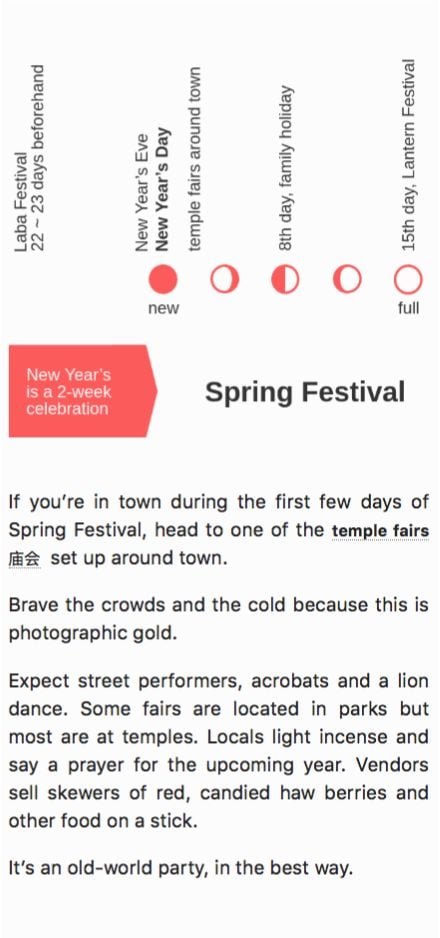 Laba Festival
22 ~ 23 days beforehand
New Year’s Eve
New Year’s Day
temple fairs around town
8th day, family holiday
15th day, Lantern Festival
new
full
New Year’s
is a 2-week
celebration
Spring Festival
If you’re in town during the first few days of
Spring Festival, head to one of the temple fairs
庙会 set up around town.
Brave the crowds and the cold because this is
photographic gold.
Expect street performers, acrobats and a lion
dance. Some fairs are located in parks but
most are at temples. Locals light incense and
say a prayer for the upcoming year. Vendors
sell skewers of red, candied haw berries and
other food on a stick.
It’s an old-world party, in the best way.